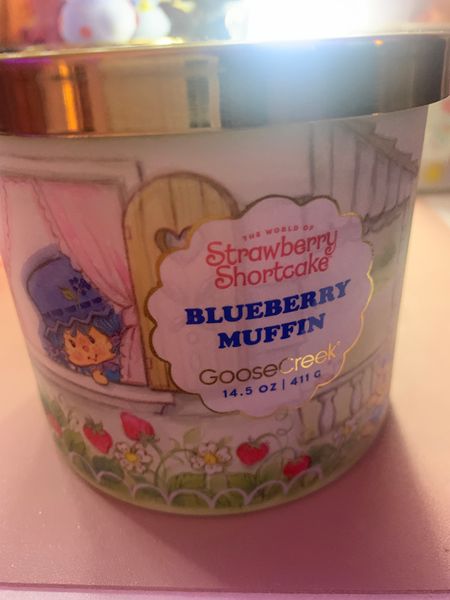 THE WORLD OF
Strawberry
Shortcake
BLUEBERRY
MUFFIN
GooseCreek
14.5 OZ | 411 G